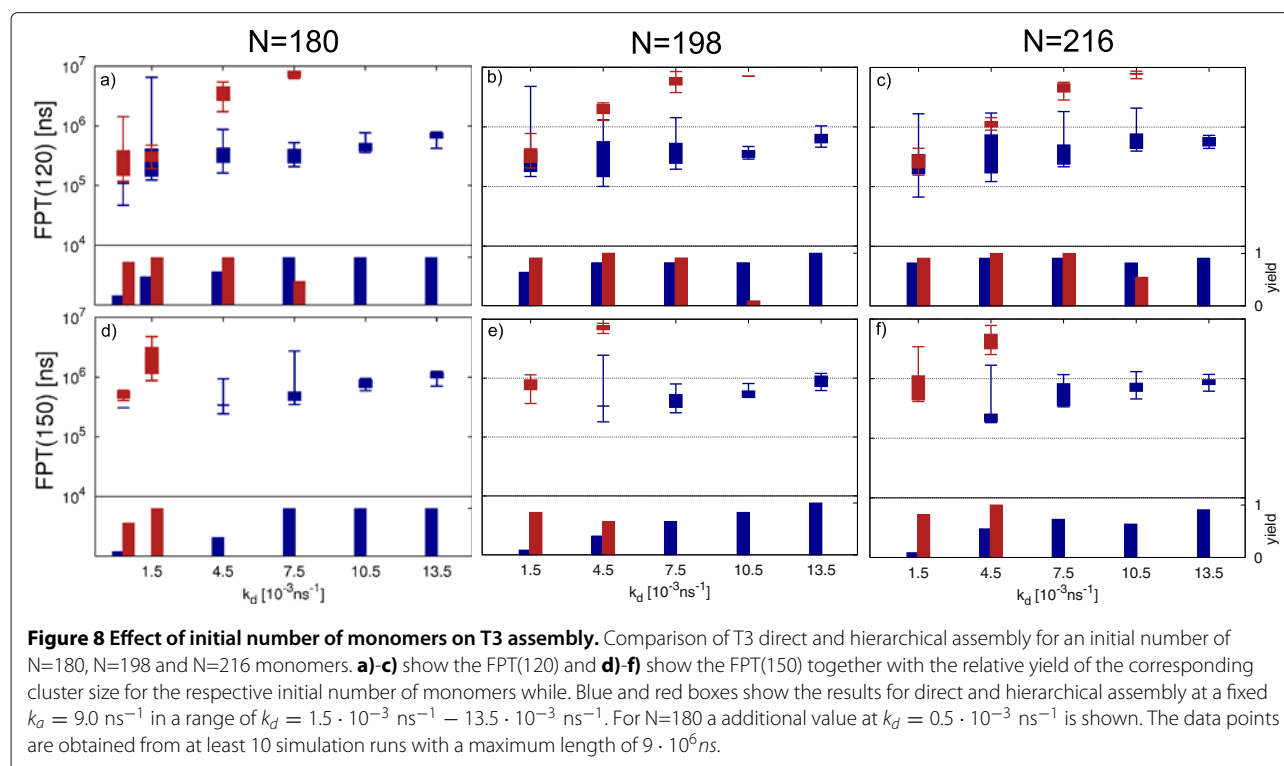 N=180 N=198 N=216
a) b) c)
10⁷
10⁶
10⁵
10⁴
FPT(120) [ns]
1
yield
0
d) e) f)
10⁷
10⁶
10⁵
10⁴
FPT(150) [ns]
1
yield
0
1.5 4.5 7.5 10.5 13.5 1.5 4.5 7.5 10.5 13.5 1.5 4.5 7.5 10.5 13.5
k_d [10⁻³ns⁻¹] k_d [10⁻³ns⁻¹] k_d [10⁻³ns⁻¹]
Figure 8 Effect of initial number of monomers on T3 assembly. Comparison of T3 direct and hierarchical assembly for an initial number of
N=180, N=198 and N=216 monomers. a)-c) show the FPT(120) and d)-f) show the FPT(150) together with the relative yield of the corresponding
cluster size for the respective initial number of monomers while. Blue and red boxes show the results for direct and hierarchical assembly at a fixed
k_a = 9.0 ns⁻¹ in a range of k_d = 1.5 · 10⁻³ ns⁻¹ − 13.5 · 10⁻³ ns⁻¹. For N=180 a additional value at k_d = 0.5 · 10⁻³ ns⁻¹ is shown. The data points
are obtained from at least 10 simulation runs with a maximum length of 9 · 10⁶ns.